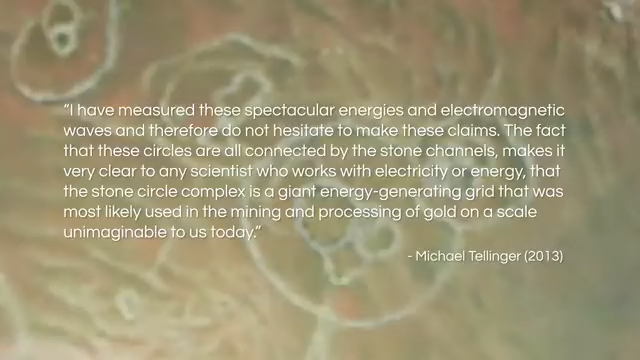 “I have measured these spectacular energies and electromagnetic
waves and therefore do not hesitate to make these claims. The fact
that these circles are all connected by the stone channels, makes it
very clear to any scientist who works with electricity or energy, that
the stone circle complex is a giant energy-generating grid that was
most likely used in the mining and processing of gold on a scale
unimaginable to us today.”
- Michael Tellinger (2013)